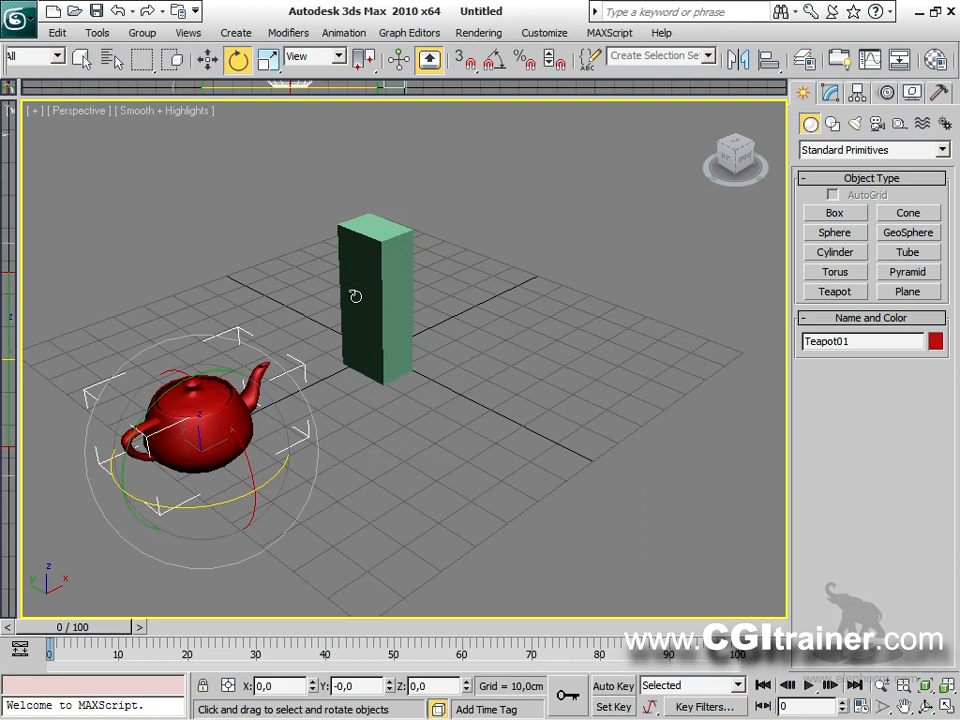 Autodesk 3ds Max 2010 x64 Untitled
Type a keyword or phrase
Edit Tools Group Views Create Modifiers Animation Graph Editors Rendering Customize MAXScript Help
All
View
Create Selection Set
[ + ] [ Perspective ] [ Smooth + Highlights ]
Standard Primitives
- Object Type
AutoGrid
Box Cone
Sphere GeoSphere
Cylinder Tube
Torus Pyramid
Teapot Plane
- Name and Color
Teapot01
z
y x
z
y x
< 0 / 100 >
0 10 20 30 40 50 60 70 80 90 100
www.CGItrainer.com
X: 0,0 Y: -0,0 Z: 0,0 Grid = 10,0cm
Auto Key Selected
Welcome to MAXScript.
Click and drag to select and rotate objects
Add Time Tag
Set Key Key Filters...
0